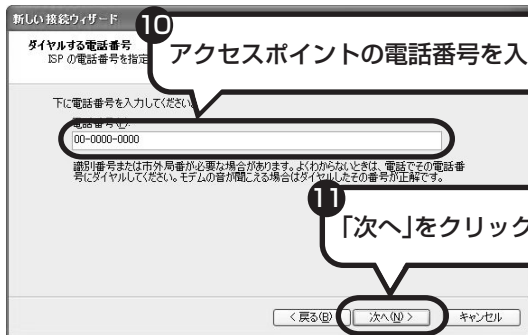 新しい接続ウィザード
10
ダイヤルする電話番号
ISP の電話番号を指定
アクセスポイントの電話番号を入
下に電話番号を入力してください。
電話番号(P):
00-0000-0000
識別番号または市外局番が必要な場合があります。よくわからないときは、電話でその電話番
号にダイヤルしてください。モデムの音が聞こえる場合はダイヤルしたその番号が正解です。
11
「次へ」をクリック
< 戻る(B)
次へ(N) >
キャンセル